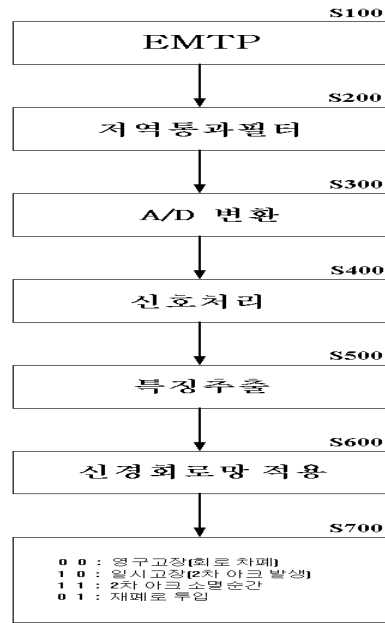 S100
EMTP
S200
저역통과필터
S300
A/D 변환
S400
신호처리
S500
특징추출
S600
신경회로망 적용
S700
0 0 : 영구고장(회로 차폐)
1 0 : 일시고장(2차 아크 발생)
1 1 : 2차 아크 소멸순간
0 1 : 재폐로 투입